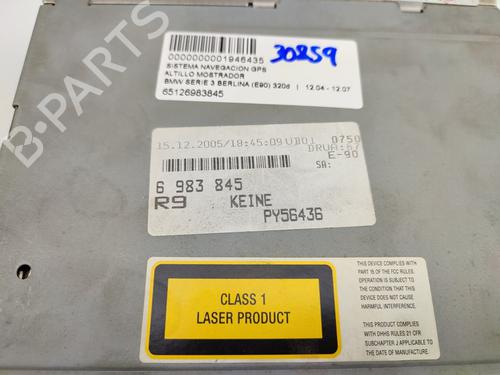 B-PARTS
0000000001946435
30259
SISTEMA NAVEGACION GPS
ALTILLO MOSTRADOR
BMW SERIE 3 BERLINA (E90) 320d | 12.04 - 12.07
65126983845
15.12.2005/18:45:09 VB01 0750
DRVA:67
E-90
SA:
6 983 845
R9 KEINE
PY56436
CLASS 1
LASER PRODUCT
THIS DEVICE COMPLIES WITH
PART 15 OF THE FCC RULES.
OPERATION IS SUBJECT TO
THE CONDITION THAT THIS
DEVICE DOES NOT CAUSE
HARMFUL INTERFERENCE.
THIS PRODUCT COMPLIES
WITH DHHS RULES 21 CFR
SUBCHAPTER J APPLICABLE TO
THE DATE OF MANUFACTURE.